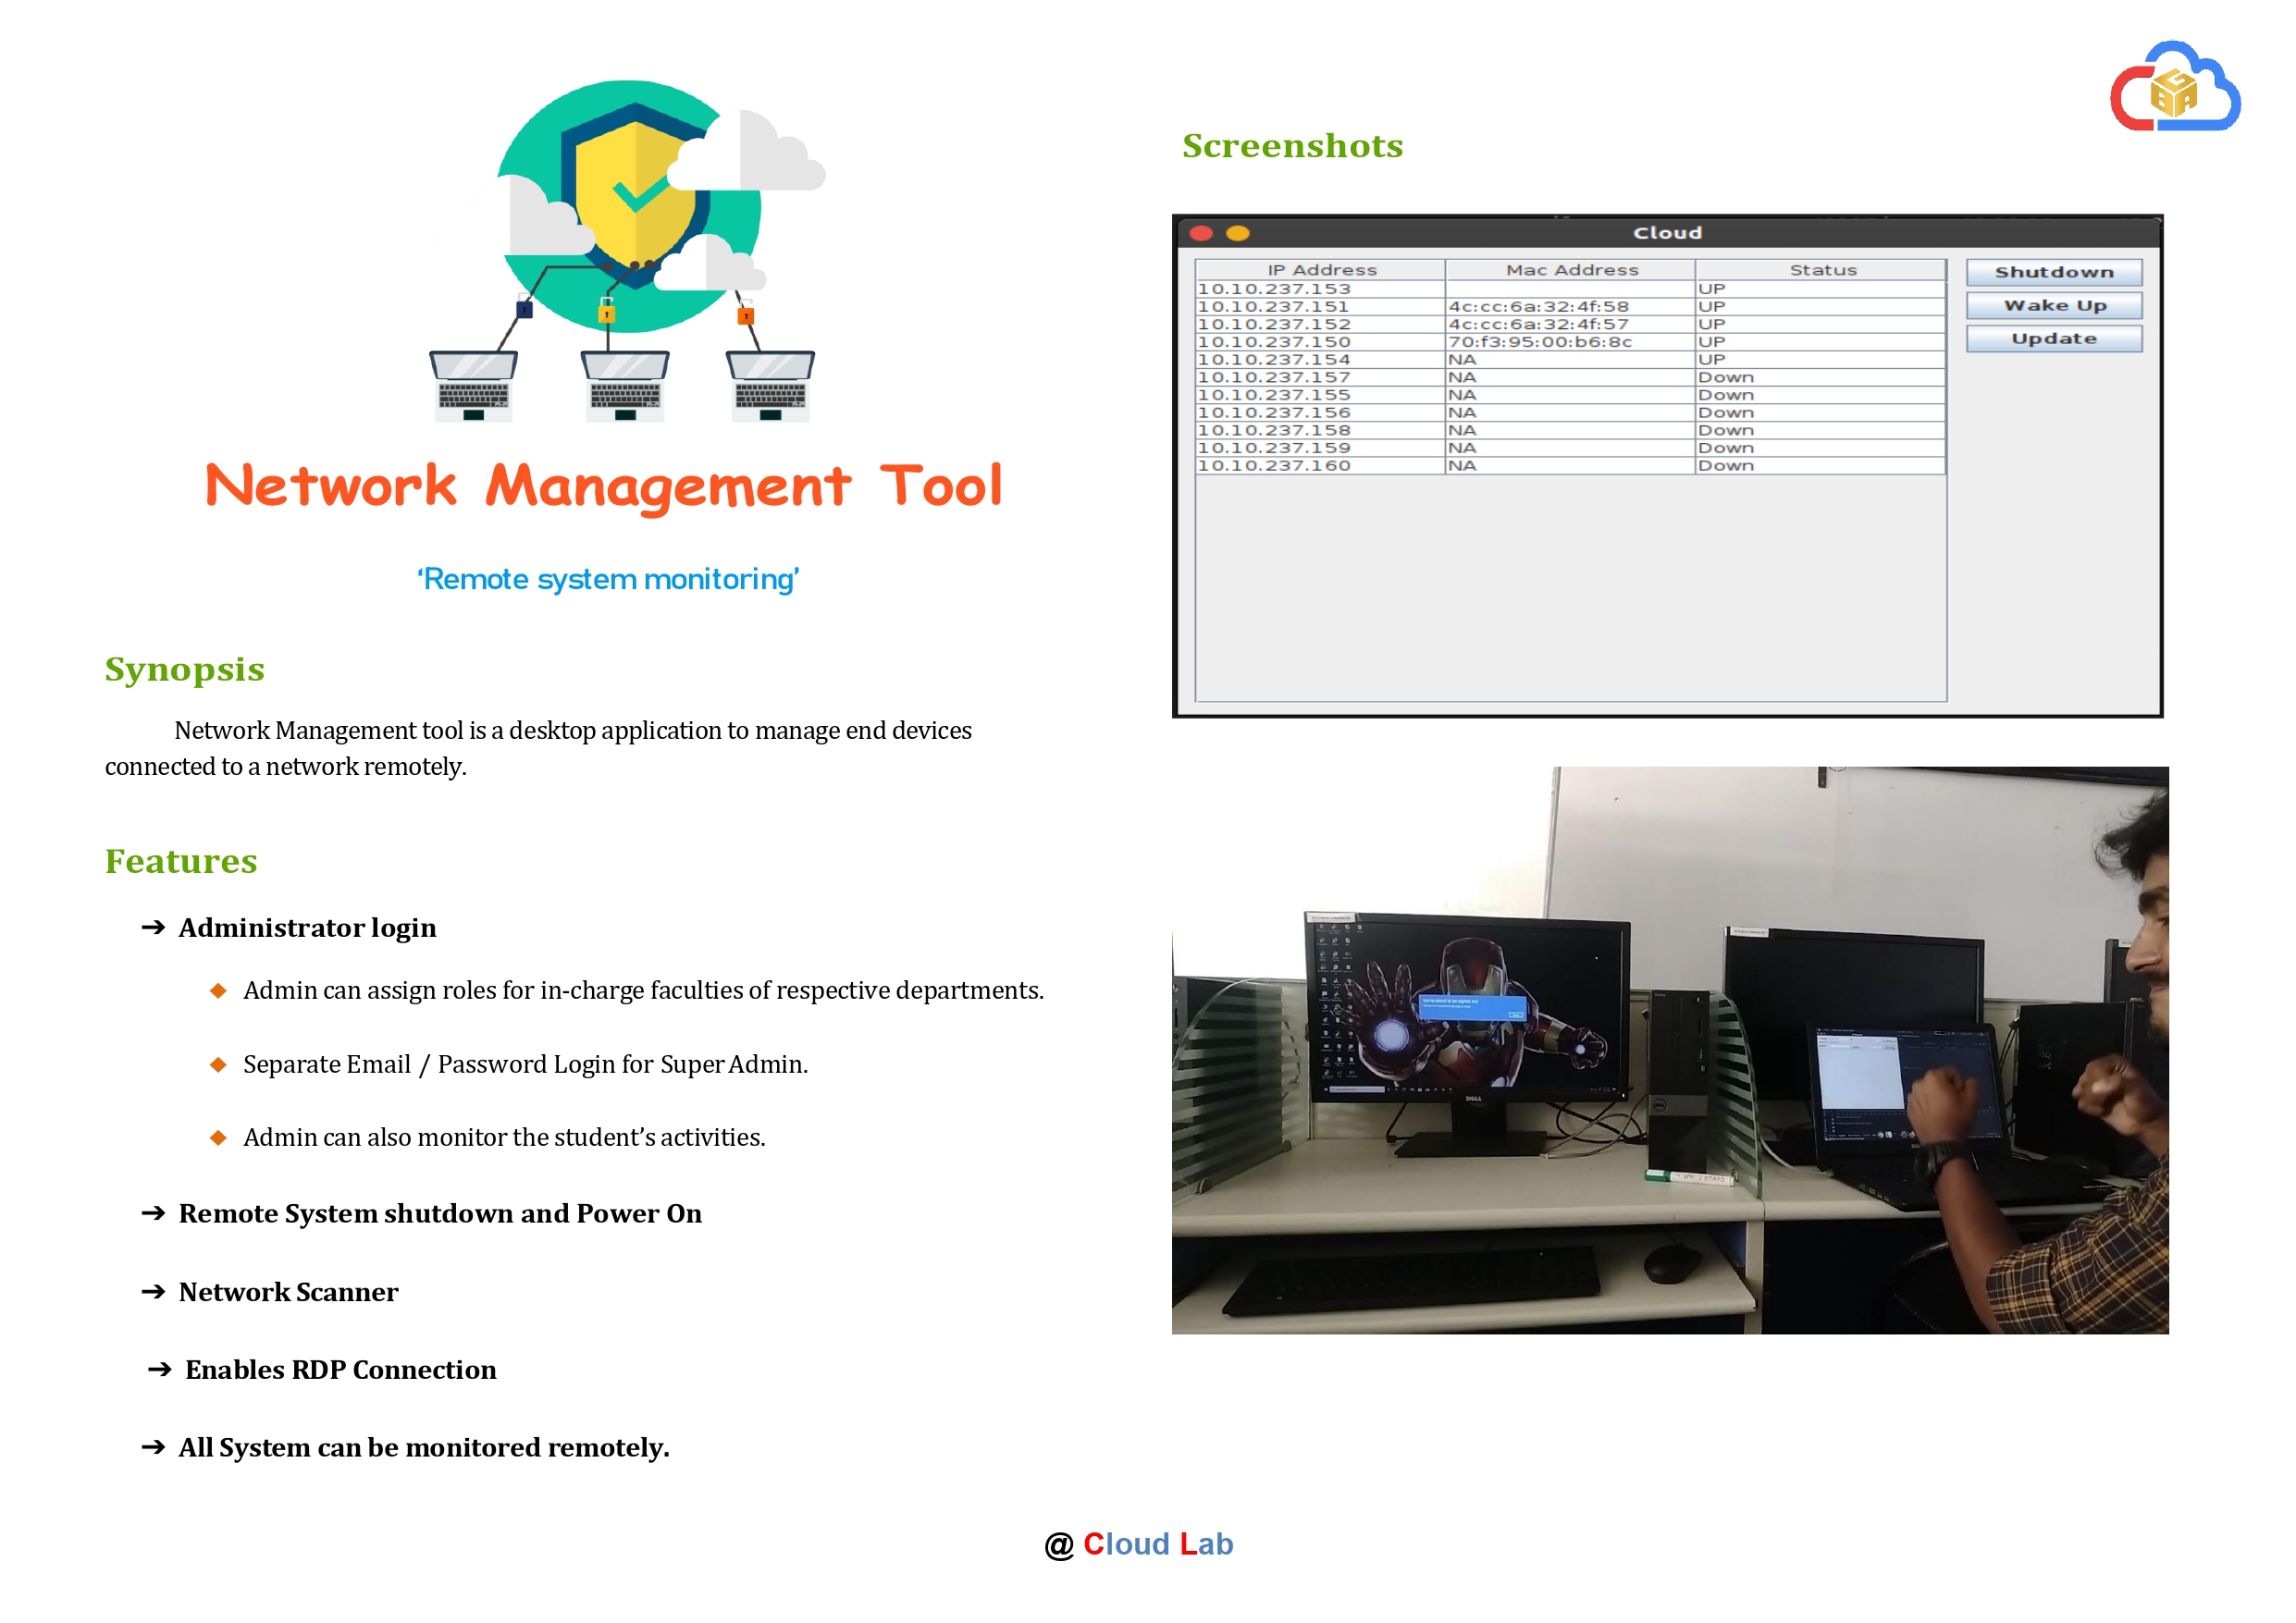 Network Management Tool
‘Remote system monitoring’
Synopsis
Network Management tool is a desktop application to manage end devices
connected to a network remotely.
Features
➔ Administrator login
◆ Admin can assign roles for in-charge faculties of respective departments.
◆ Separate Email / Password Login for Super Admin.
◆ Admin can also monitor the student’s activities.
➔ Remote System shutdown and Power On
➔ Network Scanner
➔ Enables RDP Connection
➔ All System can be monitored remotely.
Screenshots
Cloud
IP Address Mac Address Status
10.10.237.153 UP
10.10.237.151 4c:cc:6a:32:4f:58 UP
10.10.237.152 4c:cc:6a:32:4f:57 UP
10.10.237.150 70:f3:95:00:b6:8c UP
10.10.237.154 NA UP
10.10.237.157 NA Down
10.10.237.155 NA Down
10.10.237.156 NA Down
10.10.237.158 NA Down
10.10.237.159 NA Down
10.10.237.160 NA Down
Shutdown
Wake Up
Update
You're about to be signed out
DELL
@ Cloud Lab